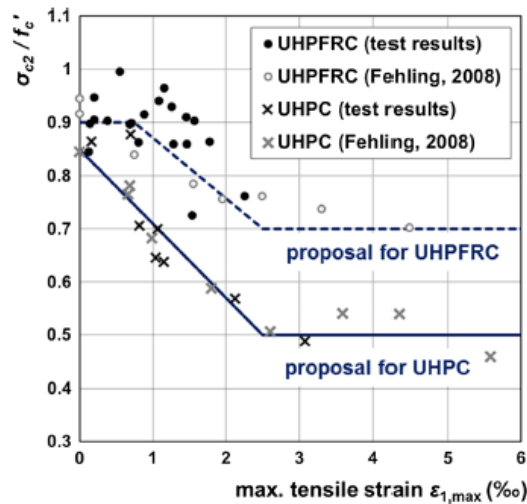 σc2 / fc'
1.1
1
0.9
0.8
0.7
0.6
0.5
0.4
0.3
UHPFRC (test results)
UHPFRC (Fehling, 2008)
UHPC (test results)
UHPC (Fehling, 2008)
proposal for UHPFRC
proposal for UHPC
0 1 2 3 4 5 6
max. tensile strain ε1,max (‰)